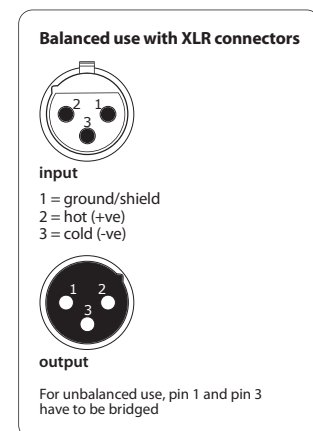 Balanced use with XLR connectors
2 1
3
input
1 = ground/shield
2 = hot (+ve)
3 = cold (-ve)
1 2
3
output
For unbalanced use, pin 1 and pin 3
have to be bridged